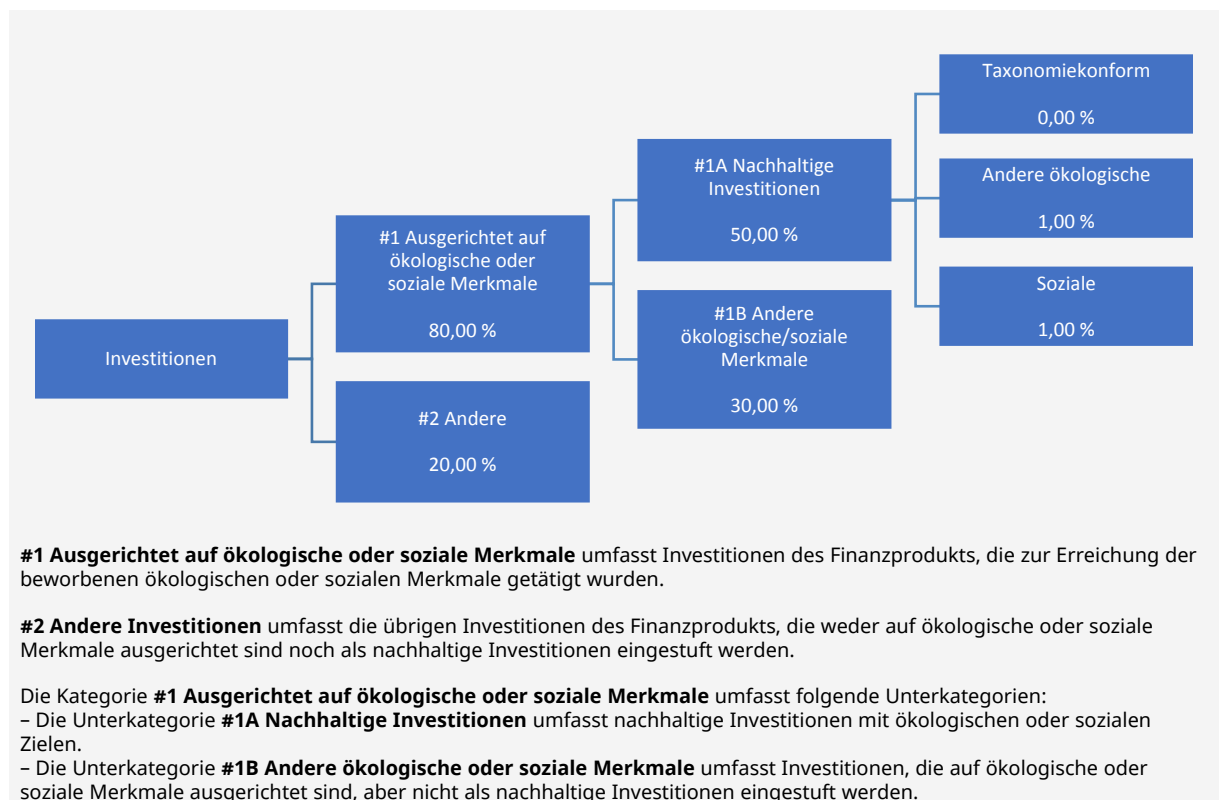 Investitionen
#1 Ausgerichtet auf
ökologische oder
soziale Merkmale
80,00 %
#2 Andere
20,00 %
#1A Nachhaltige
Investitionen
50,00 %
#1B Andere
ökologische/soziale
Merkmale
30,00 %
Taxonomiekonform
0,00 %
Andere ökologische
1,00 %
Soziale
1,00 %
#1 Ausgerichtet auf ökologische oder soziale Merkmale umfasst Investitionen des Finanzprodukts, die zur Erreichung der
beworbenen ökologischen oder sozialen Merkmale getätigt wurden.
#2 Andere Investitionen umfasst die übrigen Investitionen des Finanzprodukts, die weder auf ökologische oder soziale
Merkmale ausgerichtet sind noch als nachhaltige Investitionen eingestuft werden.
Die Kategorie #1 Ausgerichtet auf ökologische oder soziale Merkmale umfasst folgende Unterkategorien:
– Die Unterkategorie #1A Nachhaltige Investitionen umfasst nachhaltige Investitionen mit ökologischen oder sozialen
Zielen.
– Die Unterkategorie #1B Andere ökologische oder soziale Merkmale umfasst Investitionen, die auf ökologische oder
soziale Merkmale ausgerichtet sind, aber nicht als nachhaltige Investitionen eingestuft werden.